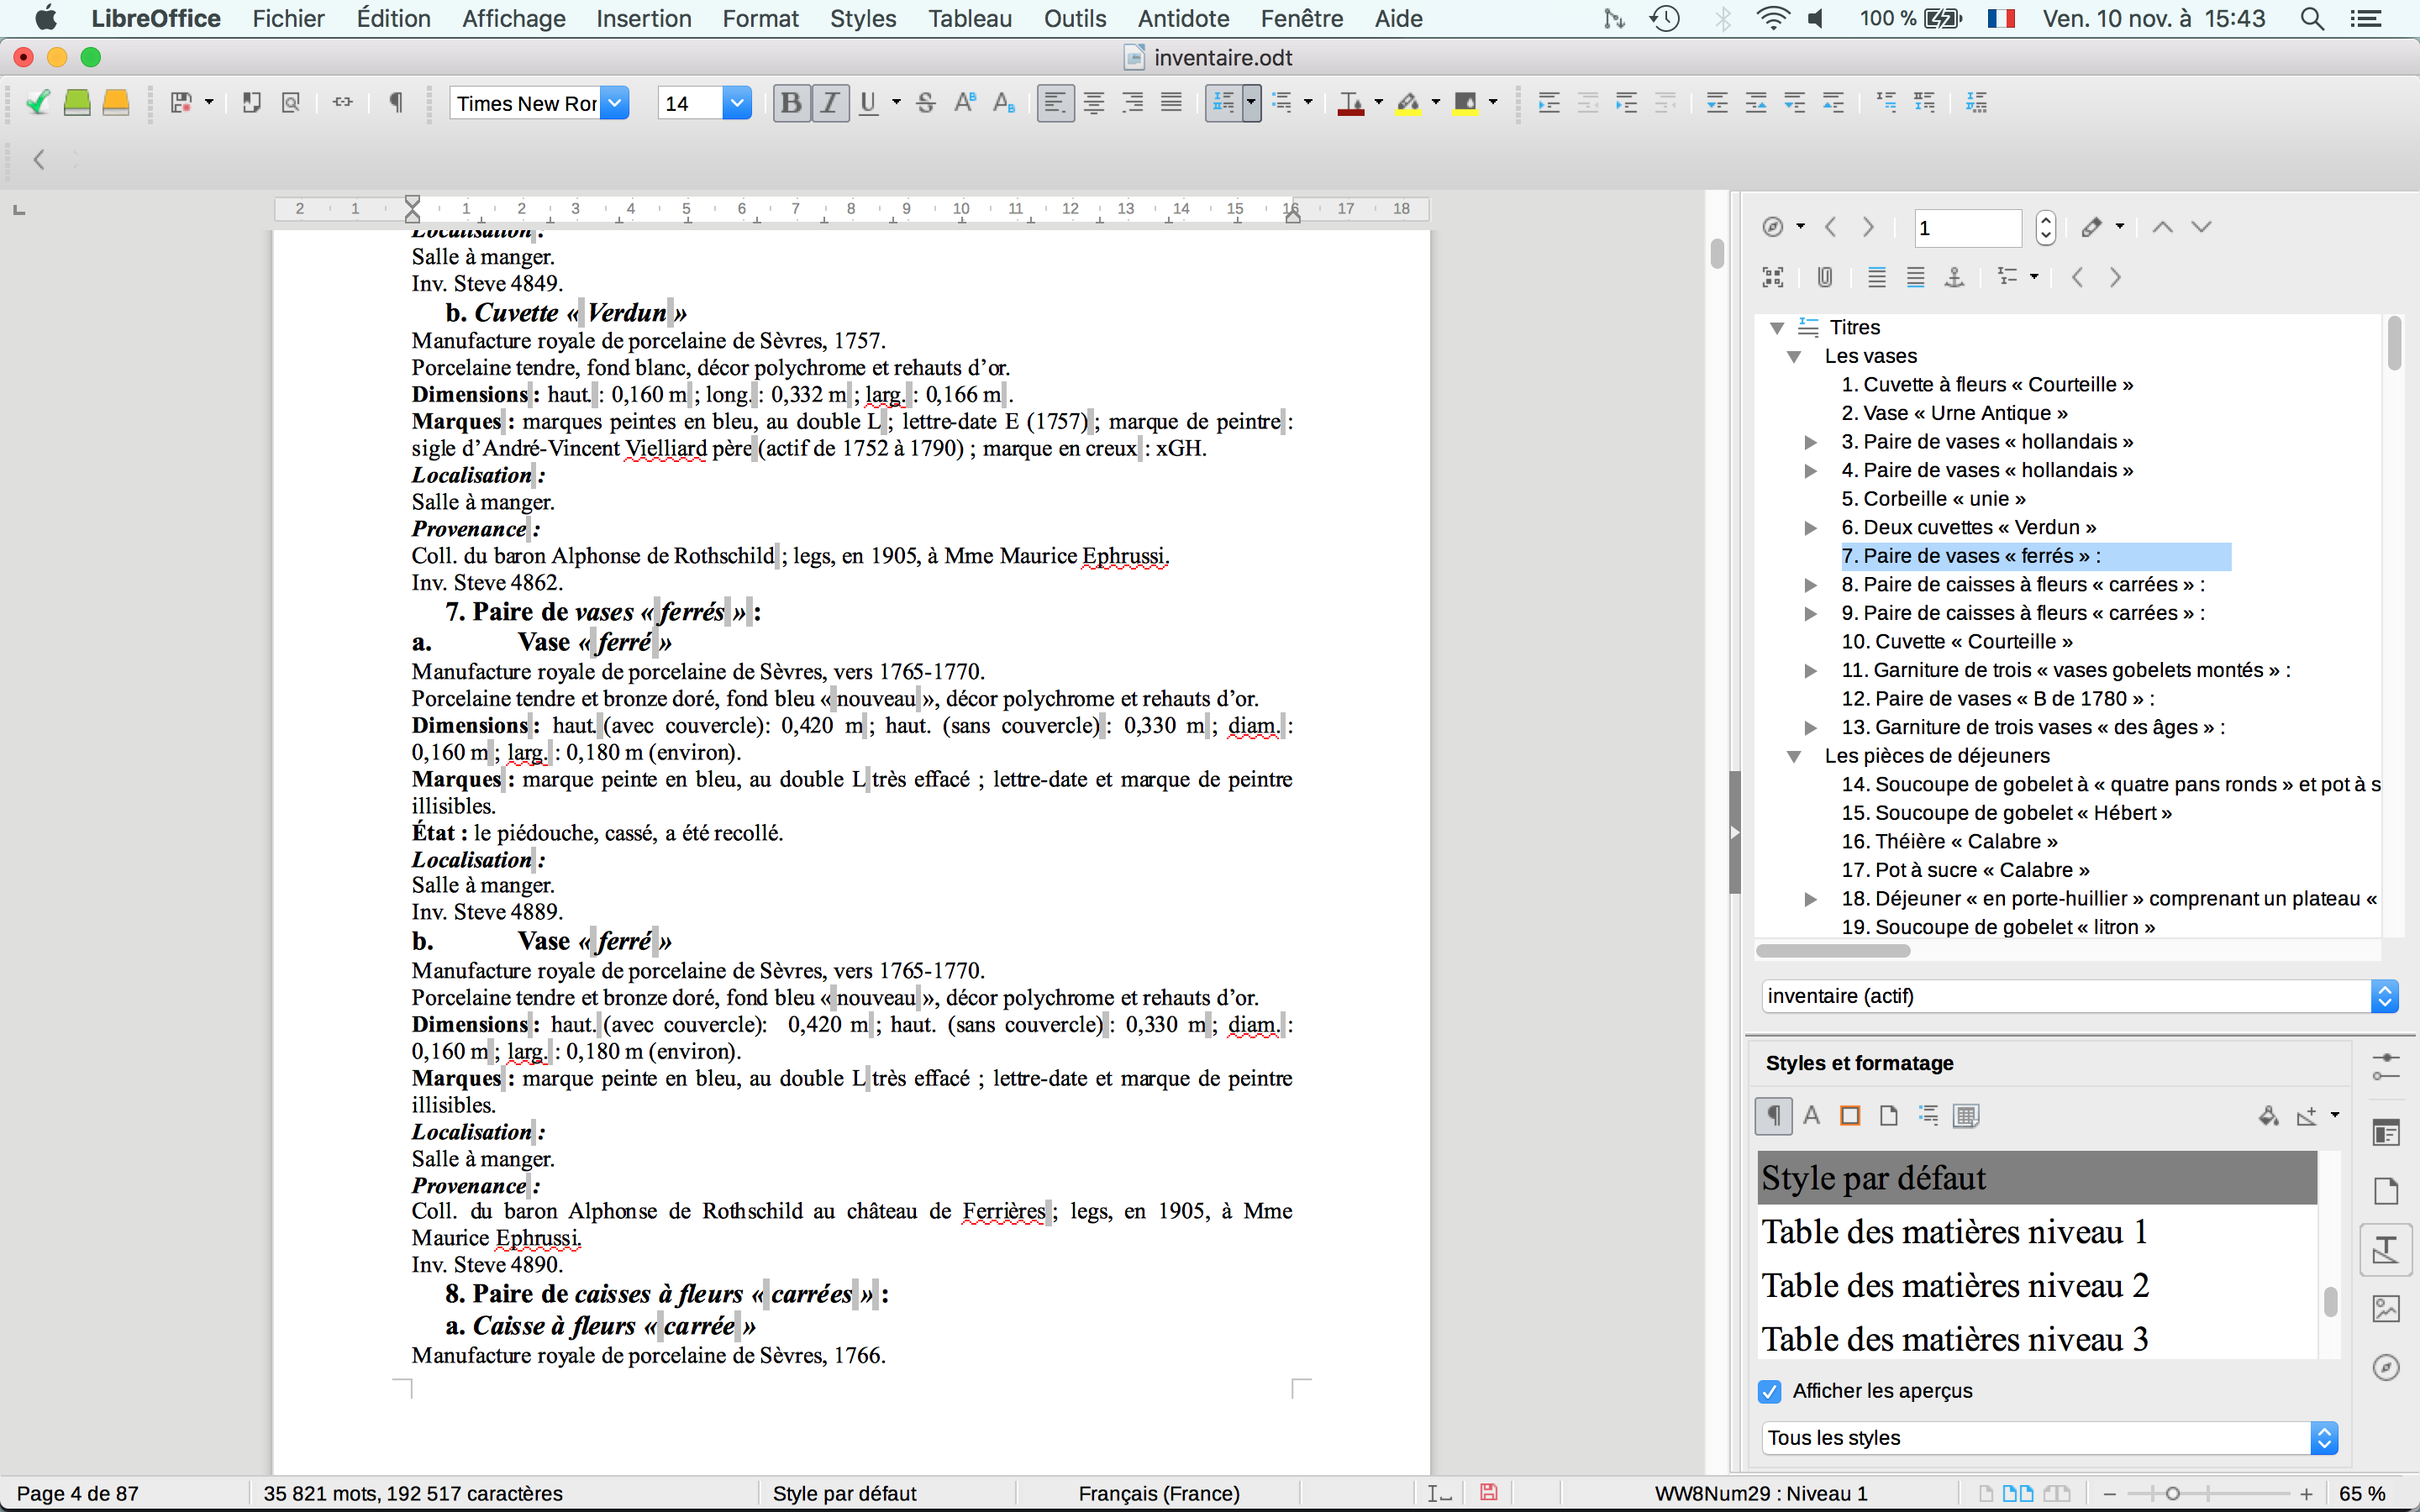 LibreOffice Fichier Édition Affichage Insertion Format Styles Tableau Outils Antidote Fenêtre Aide 100 % Ven. 10 nov. à 15:43
inventaire.odt
Times New Ror 14
2 1 1 2 3 4 5 6 7 8 9 10 11 12 13 14 15 16 17 18
Localisation :
Salle à manger.
Inv. Steve 4849.
b. Cuvette « Verdun »
Manufacture royale de porcelaine de Sèvres, 1757.
Porcelaine tendre, fond blanc, décor polychrome et rehauts d’or.
Dimensions : haut. : 0,160 m ; long. : 0,332 m ; larg. : 0,166 m .
Marques : marques peintes en bleu, au double L ; lettre-date E (1757) ; marque de peintre :
sigle d’André-Vincent Vielliard père (actif de 1752 à 1790) ; marque en creux : xGH.
Localisation :
Salle à manger.
Provenance :
Coll. du baron Alphonse de Rothschild ; legs, en 1905, à Mme Maurice Ephrussi.
Inv. Steve 4862.
7. Paire de vases « ferrés » :
a. Vase « ferré »
Manufacture royale de porcelaine de Sèvres, vers 1765-1770.
Porcelaine tendre et bronze doré, fond bleu « nouveau », décor polychrome et rehauts d’or.
Dimensions : haut. (avec couvercle): 0,420 m ; haut. (sans couvercle) : 0,330 m ; diam. :
0,160 m ; larg. : 0,180 m (environ).
Marques : marque peinte en bleu, au double L très effacé ; lettre-date et marque de peintre
illisibles.
État : le piédouche, cassé, a été recollé.
Localisation :
Salle à manger.
Inv. Steve 4889.
b. Vase « ferré »
Manufacture royale de porcelaine de Sèvres, vers 1765-1770.
Porcelaine tendre et bronze doré, fond bleu « nouveau », décor polychrome et rehauts d’or.
Dimensions : haut. (avec couvercle): 0,420 m ; haut. (sans couvercle) : 0,330 m ; diam. :
0,160 m ; larg. : 0,180 m (environ).
Marques : marque peinte en bleu, au double L très effacé ; lettre-date et marque de peintre
illisibles.
Localisation :
Salle à manger.
Provenance :
Coll. du baron Alphonse de Rothschild au château de Ferrières ; legs, en 1905, à Mme
Maurice Ephrussi.
Inv. Steve 4890.
8. Paire de caisses à fleurs « carrées » :
a. Caisse à fleurs « carrée »
Manufacture royale de porcelaine de Sèvres, 1766.
1
Titres
Les vases
1. Cuvette à fleurs « Courteille »
2. Vase « Urne Antique »
3. Paire de vases « hollandais »
4. Paire de vases « hollandais »
5. Corbeille « unie »
6. Deux cuvettes « Verdun »
7. Paire de vases « ferrés » :
8. Paire de caisses à fleurs « carrées » :
9. Paire de caisses à fleurs « carrées » :
10. Cuvette « Courteille »
11. Garniture de trois « vases gobelets montés » :
12. Paire de vases « B de 1780 » :
13. Garniture de trois vases « des âges » :
Les pièces de déjeuners
14. Soucoupe de gobelet à « quatre pans ronds » et pot à s
15. Soucoupe de gobelet « Hébert »
16. Théière « Calabre »
17. Pot à sucre « Calabre »
18. Déjeuner « en porte-huillier » comprenant un plateau «
19. Soucoupe de gobelet « litron »
inventaire (actif)
Styles et formatage
Style par défaut
Table des matières niveau 1
Table des matières niveau 2
Table des matières niveau 3
Afficher les aperçus
Tous les styles
Page 4 de 87 35 821 mots, 192 517 caractères Style par défaut Français (France) WW8Num29 : Niveau 1 65 %